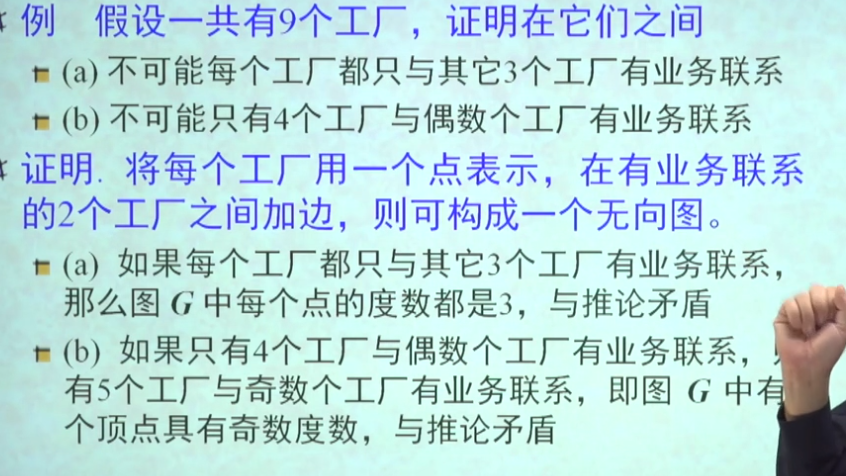 例 假设一共有9个工厂，证明在它们之间
(a) 不可能每个工厂都只与其它3个工厂有业务联系
(b) 不可能只有4个工厂与偶数个工厂有业务联系
证明. 将每个工厂用一个点表示，在有业务联系
的2个工厂之间加边，则可构成一个无向图。
(a) 如果每个工厂都只与其它3个工厂有业务联系，
那么图 G 中每个点的度数都是3，与推论矛盾
(b) 如果只有4个工厂与偶数个工厂有业务联系，
有5个工厂与奇数个工厂有业务联系，即图 G 中有
个顶点具有奇数度数，与推论矛盾